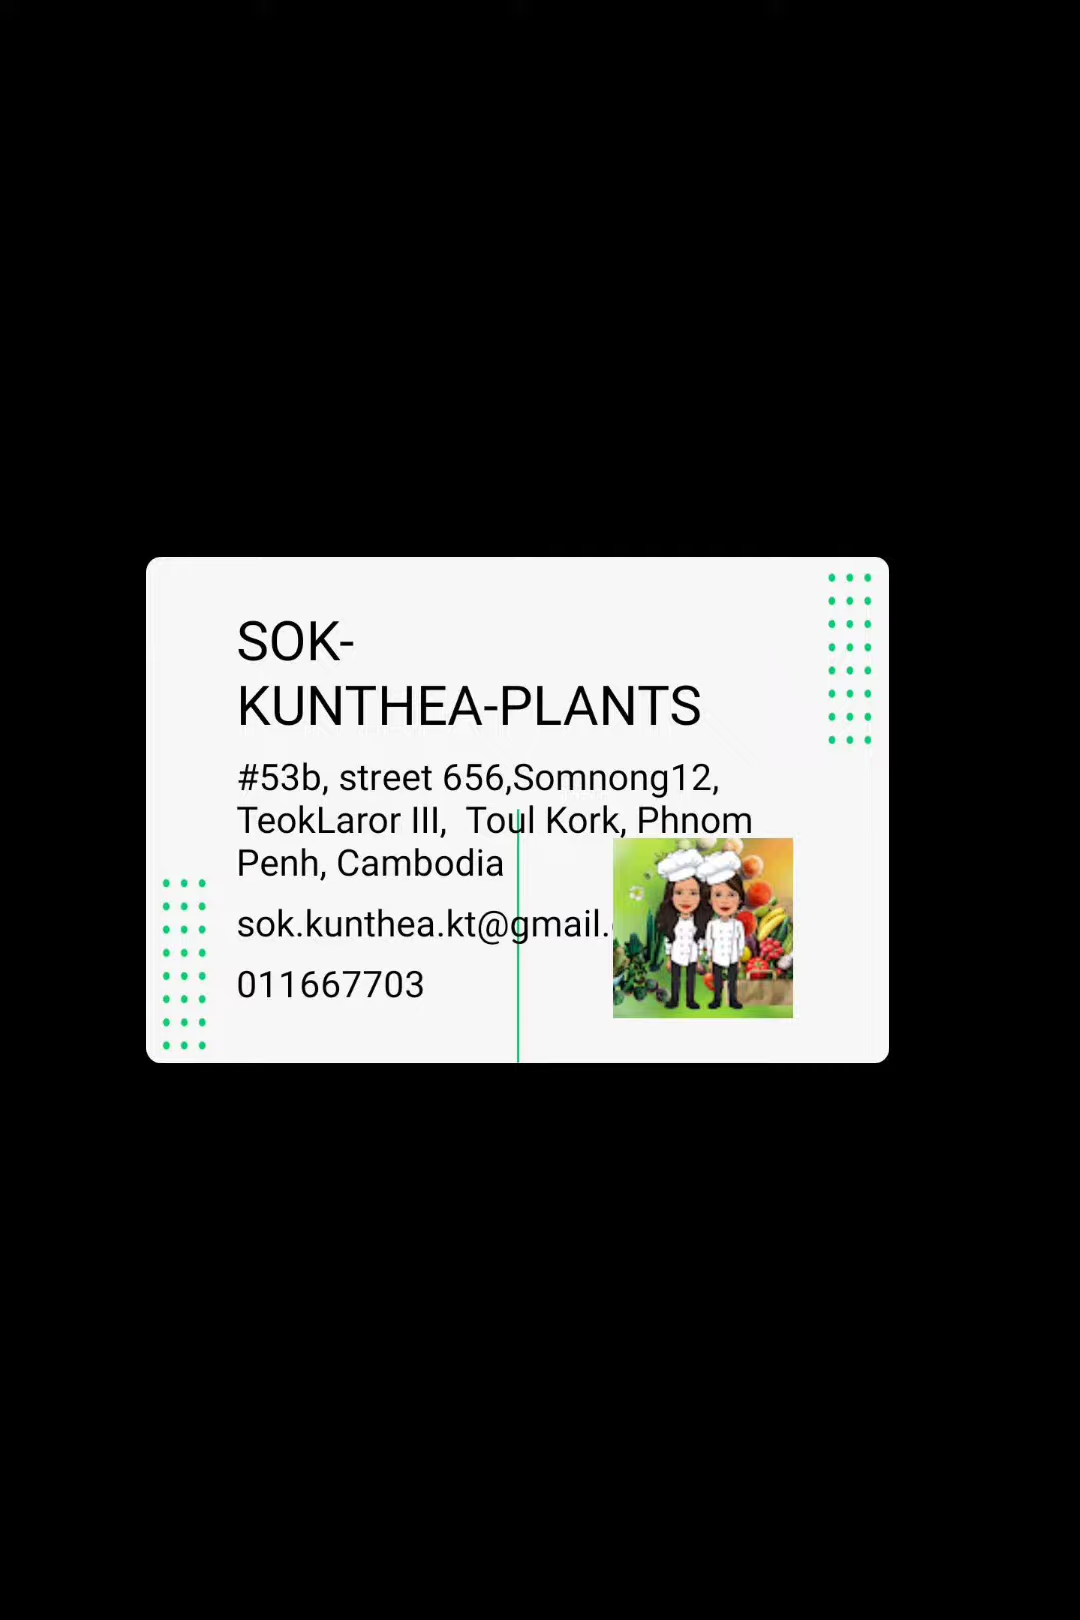 SOK-
KUNTHEA-PLANTS
#53b, street 656,Somnong12,
TeokLaror III,  Toul Kork, Phnom
Penh, Cambodia
sok.kunthea.kt@gmail.
011667703